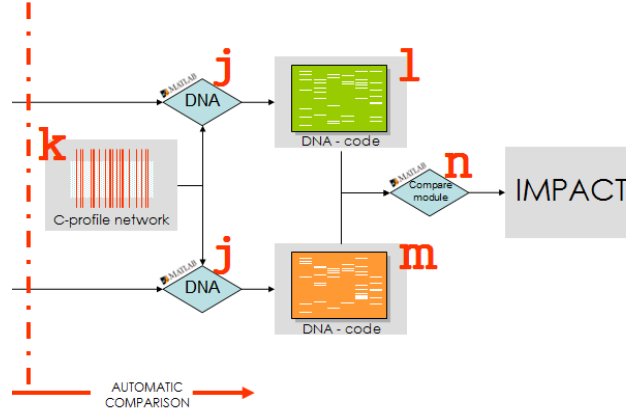 j
MATLAB
DNA
l
DNA - code
k
C-profile network
n
MATLAB
Compare
module
IMPACT
j
MATLAB
DNA
m
DNA - code
AUTOMATIC
COMPARISON